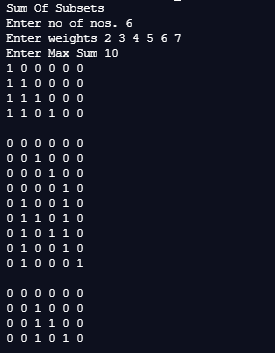 Sum Of Subsets
Enter no of nos. 6
Enter weights 2 3 4 5 6 7
Enter Max Sum 10
1 0 0 0 0 0
1 1 0 0 0 0
1 1 1 0 0 0
1 1 0 1 0 0
0 0 0 0 0 0
0 0 1 0 0 0
0 0 0 1 0 0
0 0 0 0 1 0
0 1 0 0 1 0
0 1 1 0 1 0
0 1 0 1 1 0
0 1 0 0 1 0
0 1 0 0 0 1
0 0 0 0 0 0
0 0 1 0 0 0
0 0 1 1 0 0
0 0 1 0 1 0